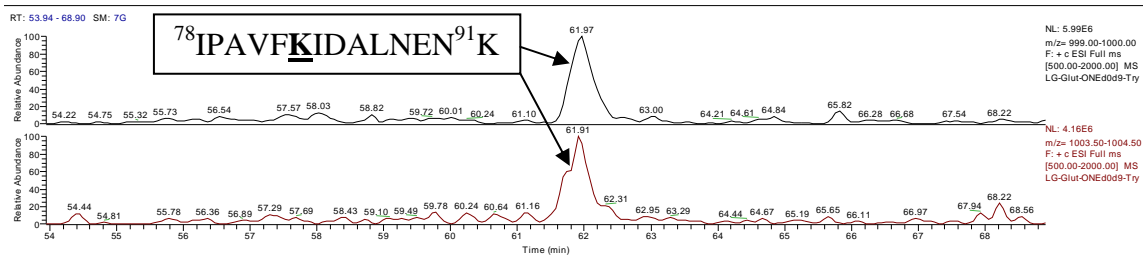 RT: 53.94 - 68.90 SM: 7G
⁷⁸IPAVFKIDALNEN⁹¹K
NL: 5.99E6
m/z= 999.00-1000.00
F: + c ESI Full ms
[500.00-2000.00] MS
LG-Glut-ONEd0d9-Try
Relative Abundance
100
80
60
40
20
0
54.22 54.75 55.32 55.73 56.54 57.57 58.03 58.82 59.72 60.01 60.24 61.10 61.97 63.00 64.21 64.61 64.84 65.82 66.28 66.68 67.54 68.22
NL: 4.16E6
m/z= 1003.50-1004.50
F: + c ESI Full ms
[500.00-2000.00] MS
LG-Glut-ONEd0d9-Try
Relative Abundance
100
80
60
40
20
0
54.44 54.81 55.78 56.36 56.89 57.29 57.69 58.43 59.10 59.49 59.78 60.24 60.64 61.16 61.91 62.31 62.95 63.29 64.44 64.67 65.19 65.65 66.11 66.97 67.94 68.22 68.56
54 55 56 57 58 59 60 61 62 63 64 65 66 67 68
Time (min)